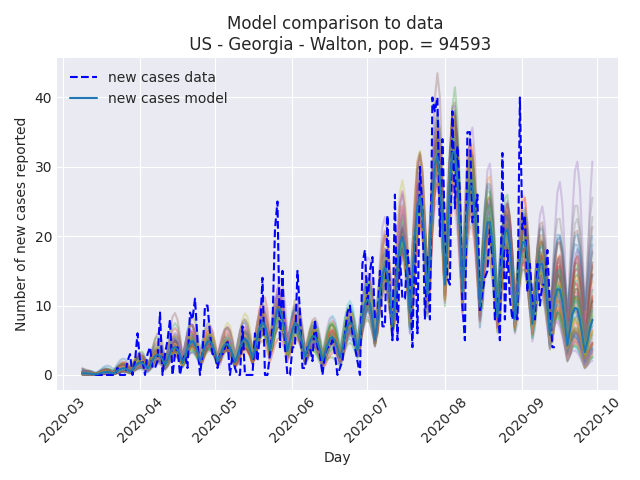 Model comparison to data
US - Georgia - Walton, pop. = 94593
new cases data
new cases model
Number of new cases reported
40
30
20
10
0
2020-03
2020-04
2020-05
2020-06
2020-07
2020-08
2020-09
2020-10
Day